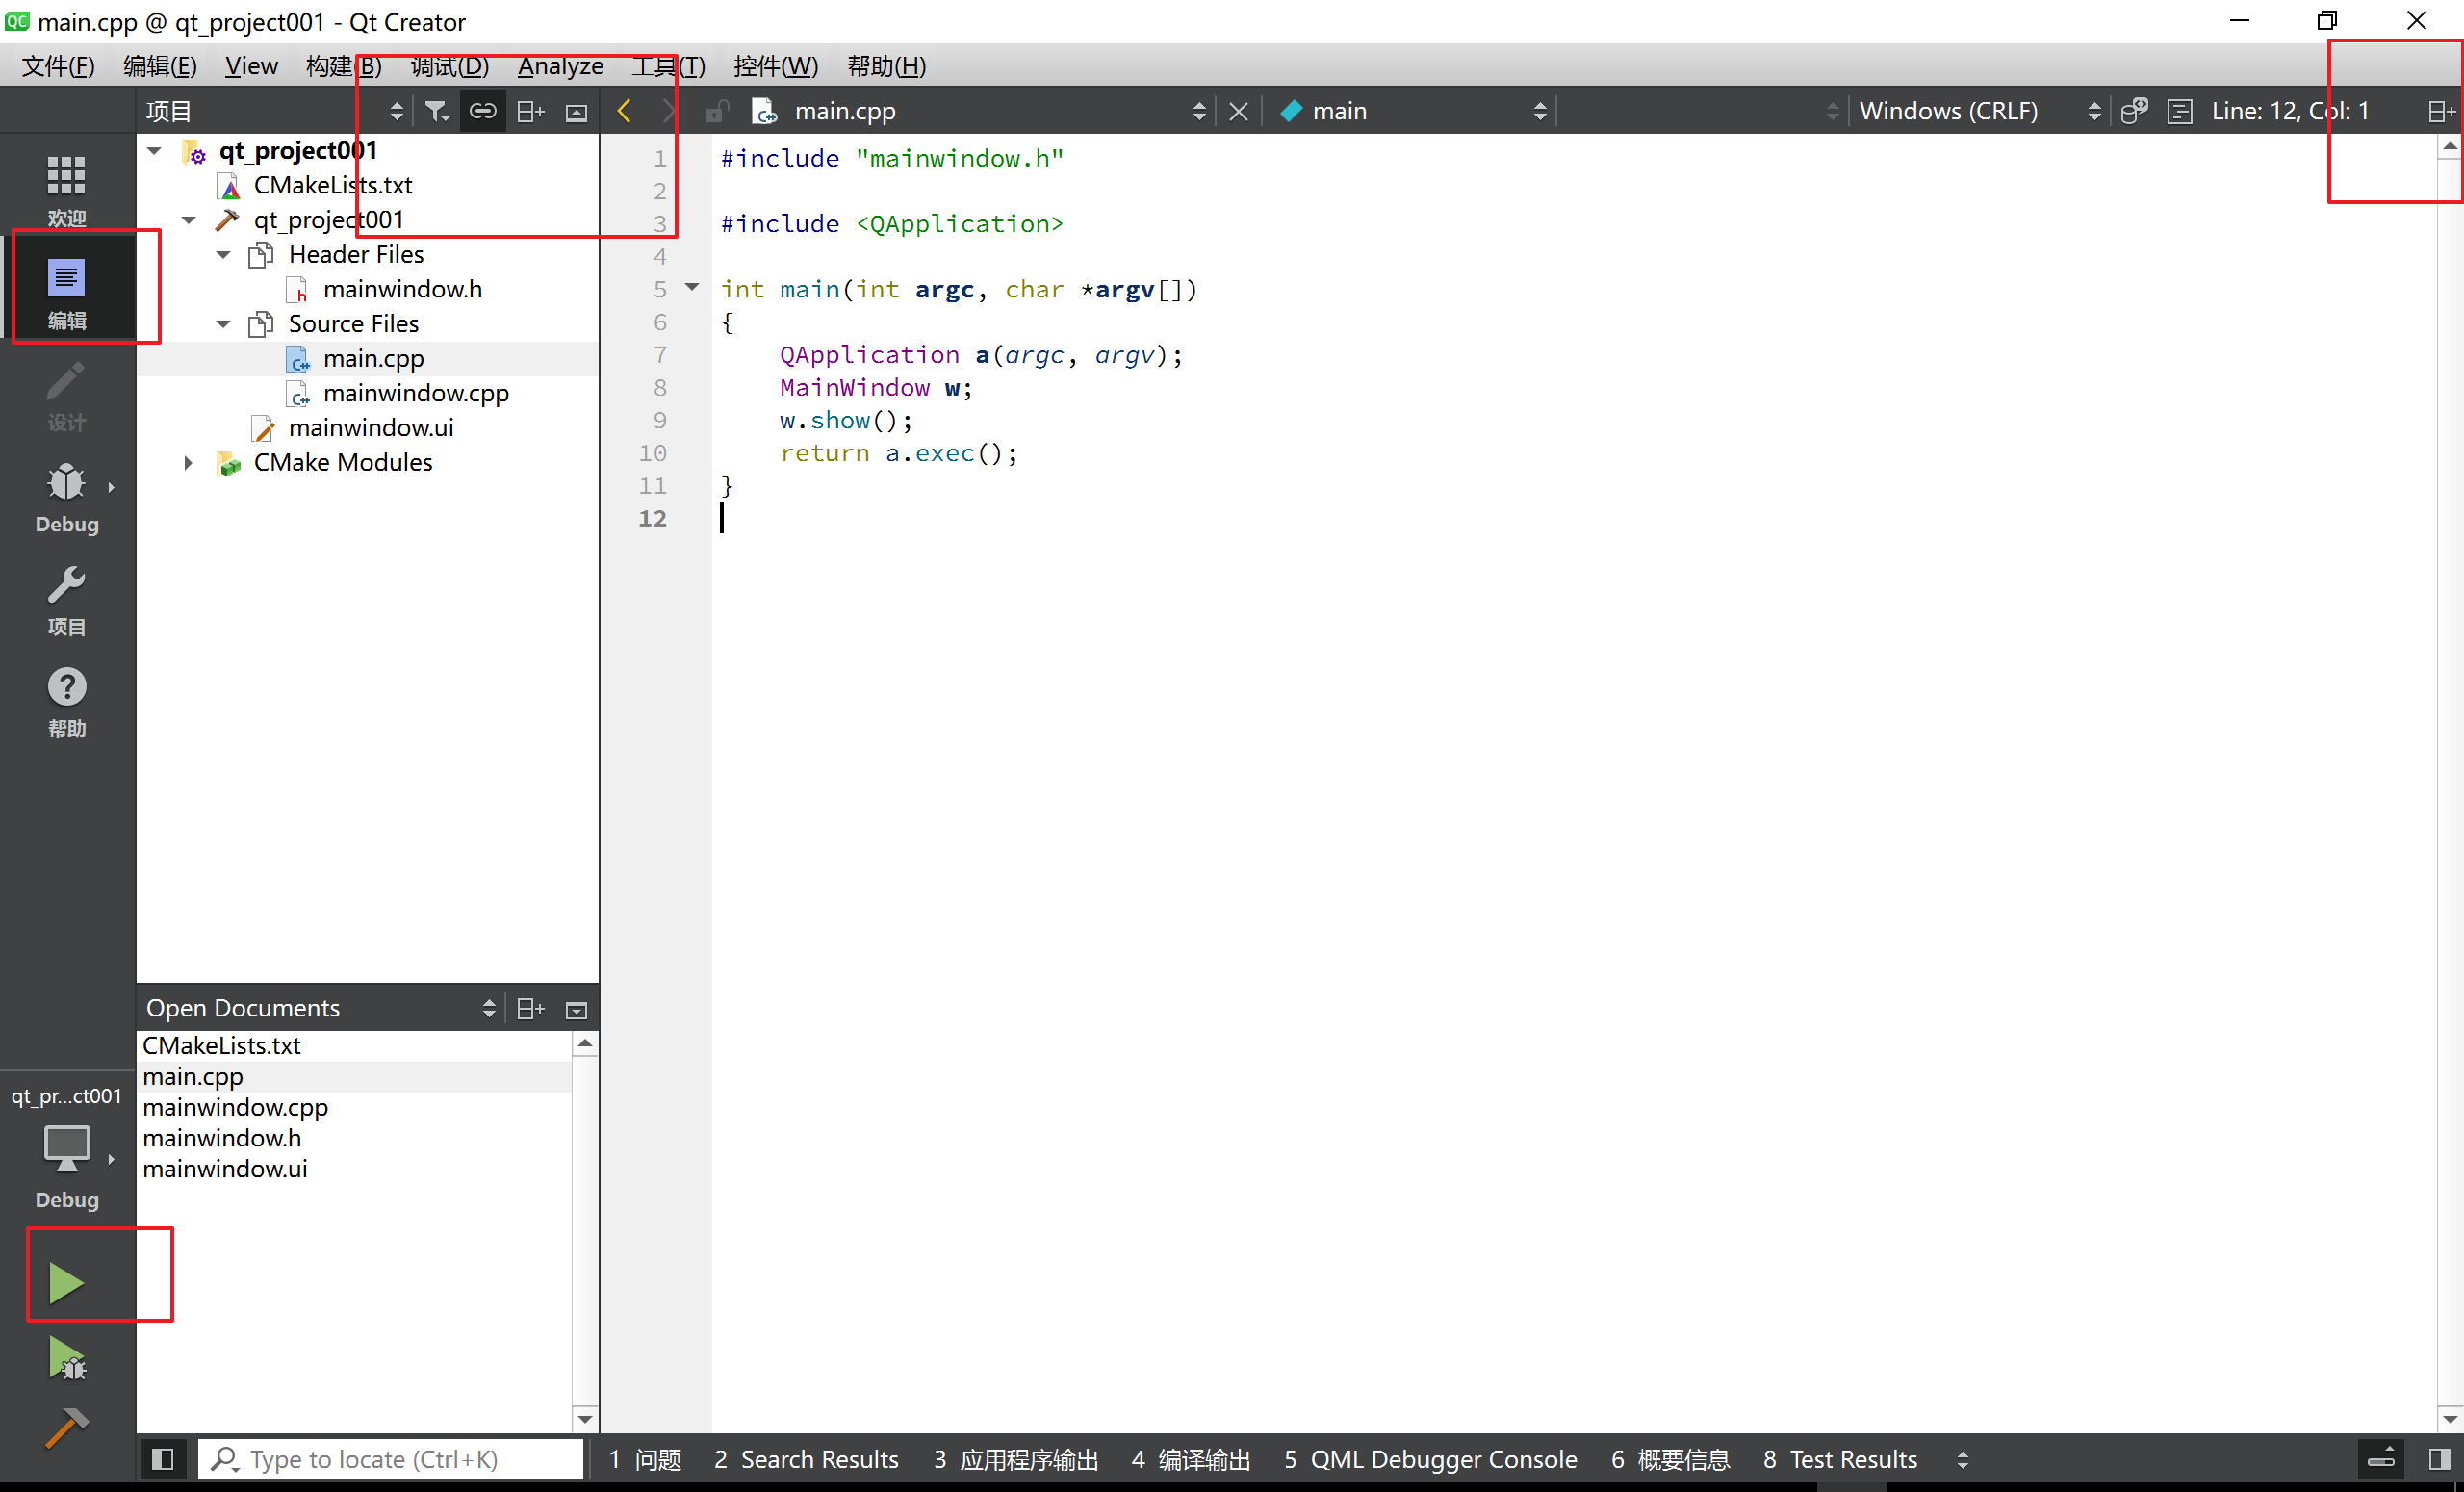 QC main.cpp @ qt_project001 - Qt Creator
文件(F) 编辑(E) View 构建(B) 调试(D) Analyze 工具(T) 控件(W) 帮助(H)
项目
main.cpp
main
Windows (CRLF)
Line: 12, Col: 1
欢迎
编辑
设计
Debug
项目
帮助
qt_project001
CMakeLists.txt
qt_project001
Header Files
mainwindow.h
Source Files
main.cpp
mainwindow.cpp
mainwindow.ui
CMake Modules
1 #include "mainwindow.h"
2
3 #include <QApplication>
4
5 int main(int argc, char *argv[])
6 {
7 QApplication a(argc, argv);
8 MainWindow w;
9 w.show();
10 return a.exec();
11 }
12
Open Documents
CMakeLists.txt
main.cpp
mainwindow.cpp
mainwindow.h
mainwindow.ui
qt_pr...ct001
Debug
Type to locate (Ctrl+K)
1 问题 2 Search Results 3 应用程序输出 4 编译输出 5 QML Debugger Console 6 概要信息 8 Test Results